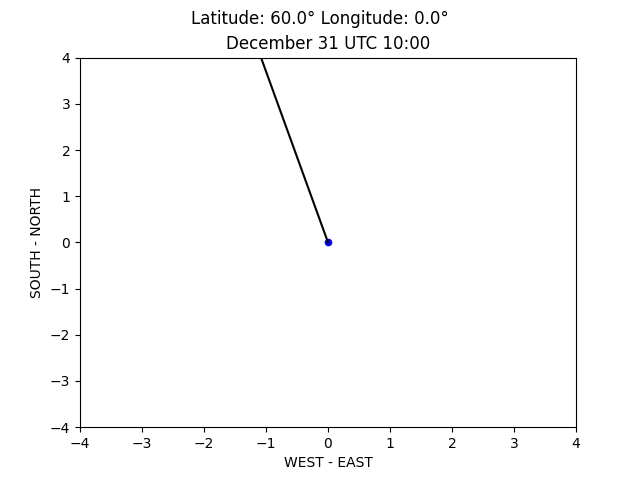 Latitude: 60.0° Longitude: 0.0°
December 31 UTC 10:00
4
3
2
1
0
−1
−2
−3
−4
SOUTH - NORTH
−4 −3 −2 −1 0 1 2 3 4
WEST - EAST